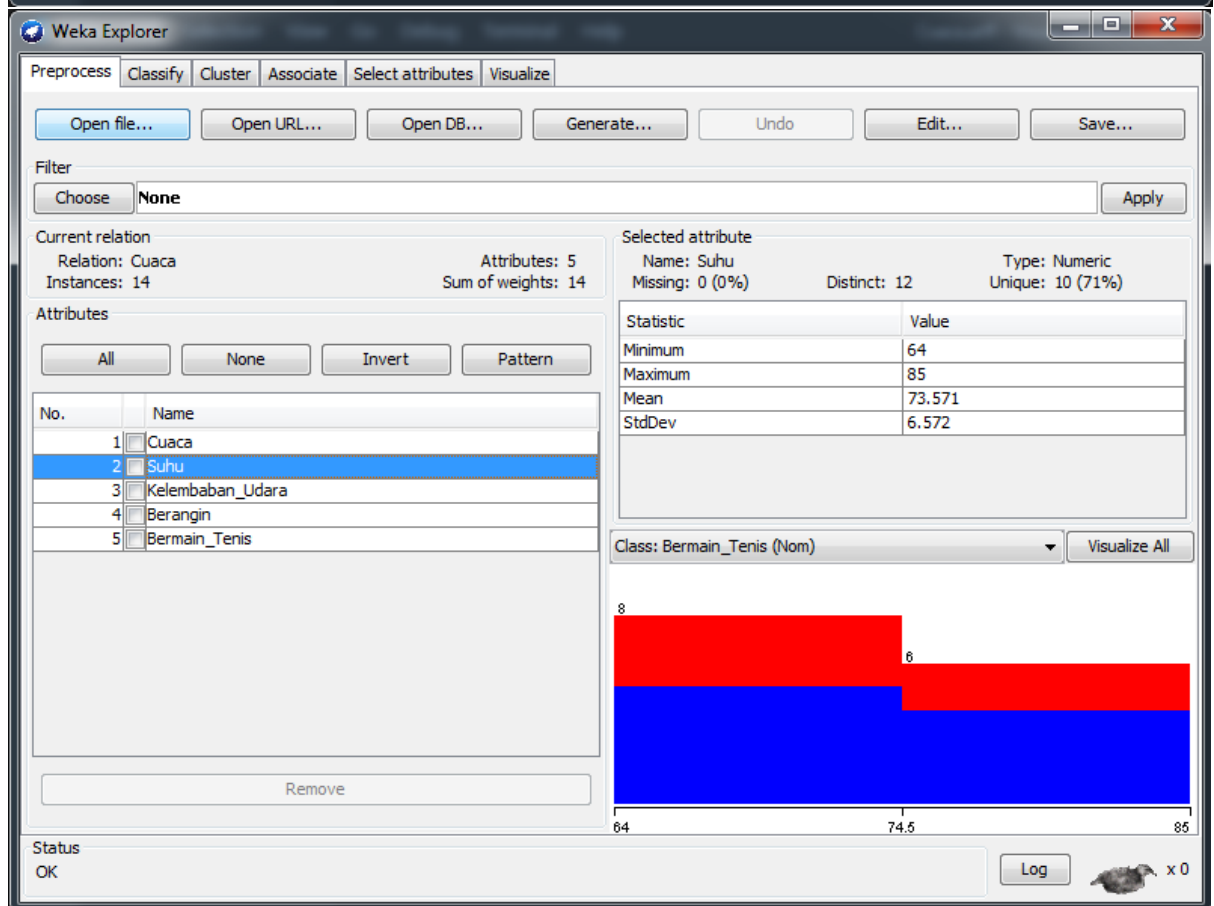 Weka Explorer
Preprocess Classify Cluster Associate Select attributes Visualize
Open file... Open URL... Open DB... Generate... Undo Edit... Save...
Filter
Choose None Apply
Current relation
Relation: Cuaca Attributes: 5
Instances: 14 Sum of weights: 14
Attributes
All None Invert Pattern
No. Name
1 Cuaca
2 Suhu
3 Kelembaban_Udara
4 Berangin
5 Bermain_Tenis
Remove
Selected attribute
Name: Suhu Type: Numeric
Missing: 0 (0%) Distinct: 12 Unique: 10 (71%)
Statistic Value
Minimum 64
Maximum 85
Mean 73.571
StdDev 6.572
Class: Bermain_Tenis (Nom) Visualize All
8
6
64 74.5 85
Status
OK
Log x 0